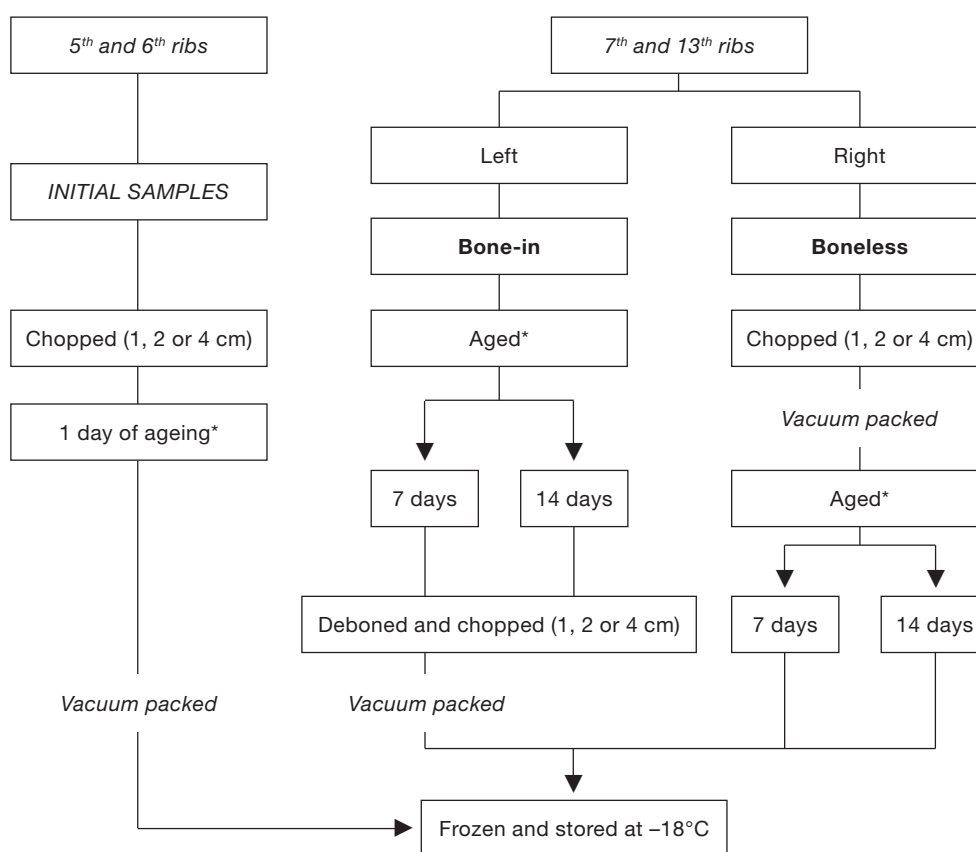 5th and 6th ribs
7th and 13th ribs
Left
Right
INITIAL SAMPLES
Bone-in
Boneless
Chopped (1, 2 or 4 cm)
Aged*
Chopped (1, 2 or 4 cm)
1 day of ageing*
Vacuum packed
7 days
14 days
Aged*
Deboned and chopped (1, 2 or 4 cm)
7 days
14 days
Vacuum packed
Vacuum packed
Frozen and stored at –18°C